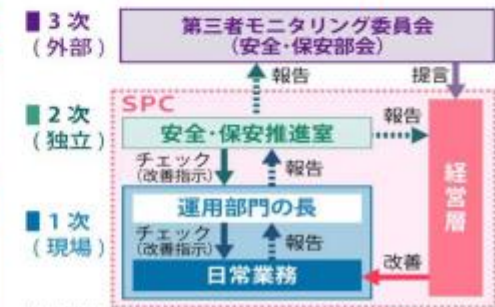 ■3次
(外部)
第三者モニタリング委員会
(安全・保安部会)
報告
提言
SPC
■2次
(独立)
安全・保安推進室
報告
チェック
(改善指示)
報告
経営層
■1次
(現場)
運用部門の長
チェック
(改善指示)
報告
改善
日常業務